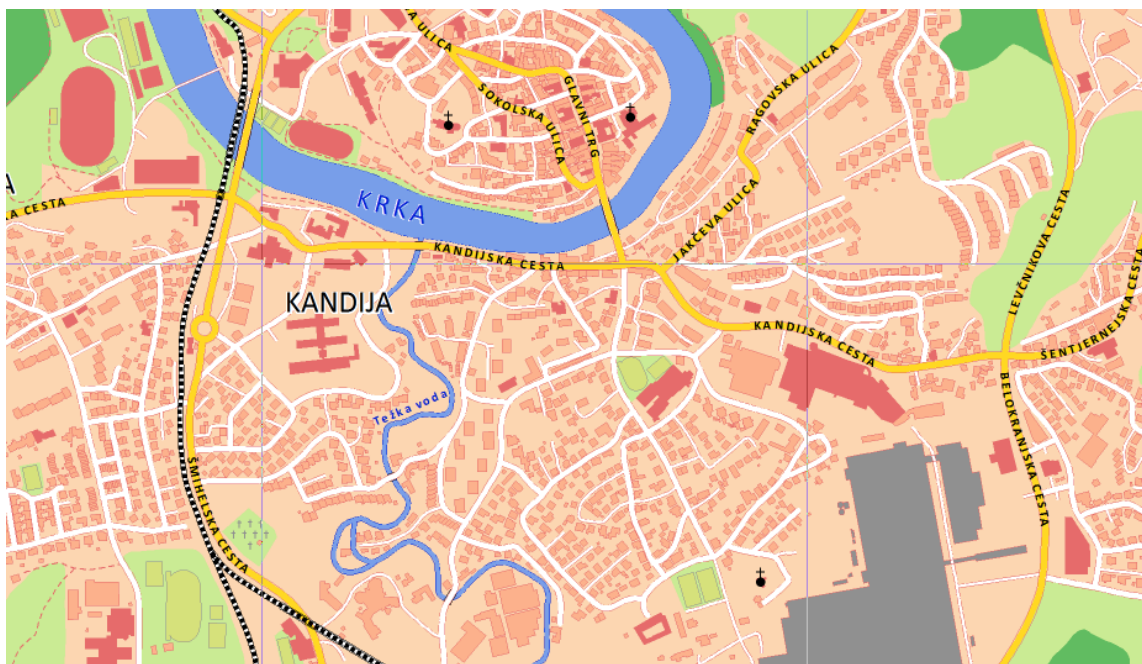 ULICA
GLAVNI TRG
SOKOLSKA ULICA
RAGOVSKA ULICA
A
LA CESTA
KRKA
JAKČEVA ULICA
KANDIJSKA CESTA
LEVČNIKOVA CESTA
KANDIJA
KANDIJSKA CESTA
ŠENTJERNEJSKA CESTA
Težka voda
BELOKRANJSKA CESTA
ŠMIHELSKA CESTA